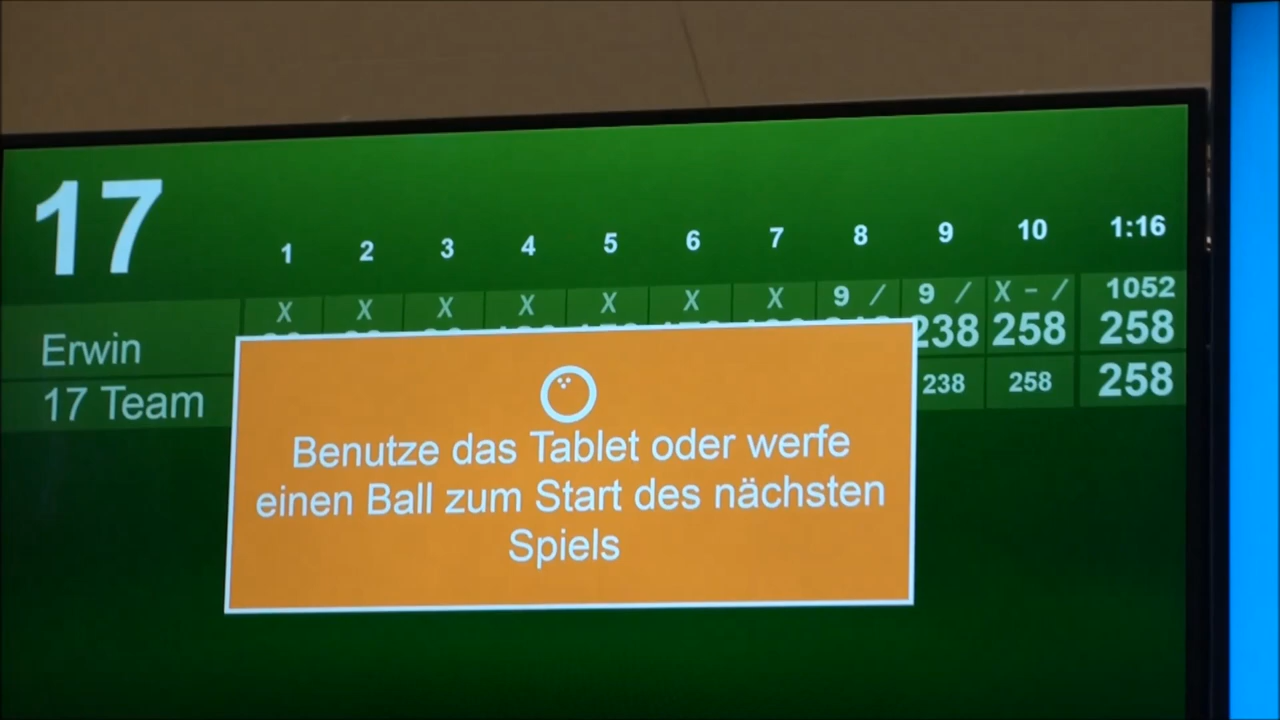 17
1 2 3 4 5 6 7 8 9 10 1:16
X X X X X X X 9 / 9 / X - / 1052
Erwin 238 258 258
17 Team 238 258 258
Benutze das Tablet oder werfe
einen Ball zum Start des nächsten
Spiels